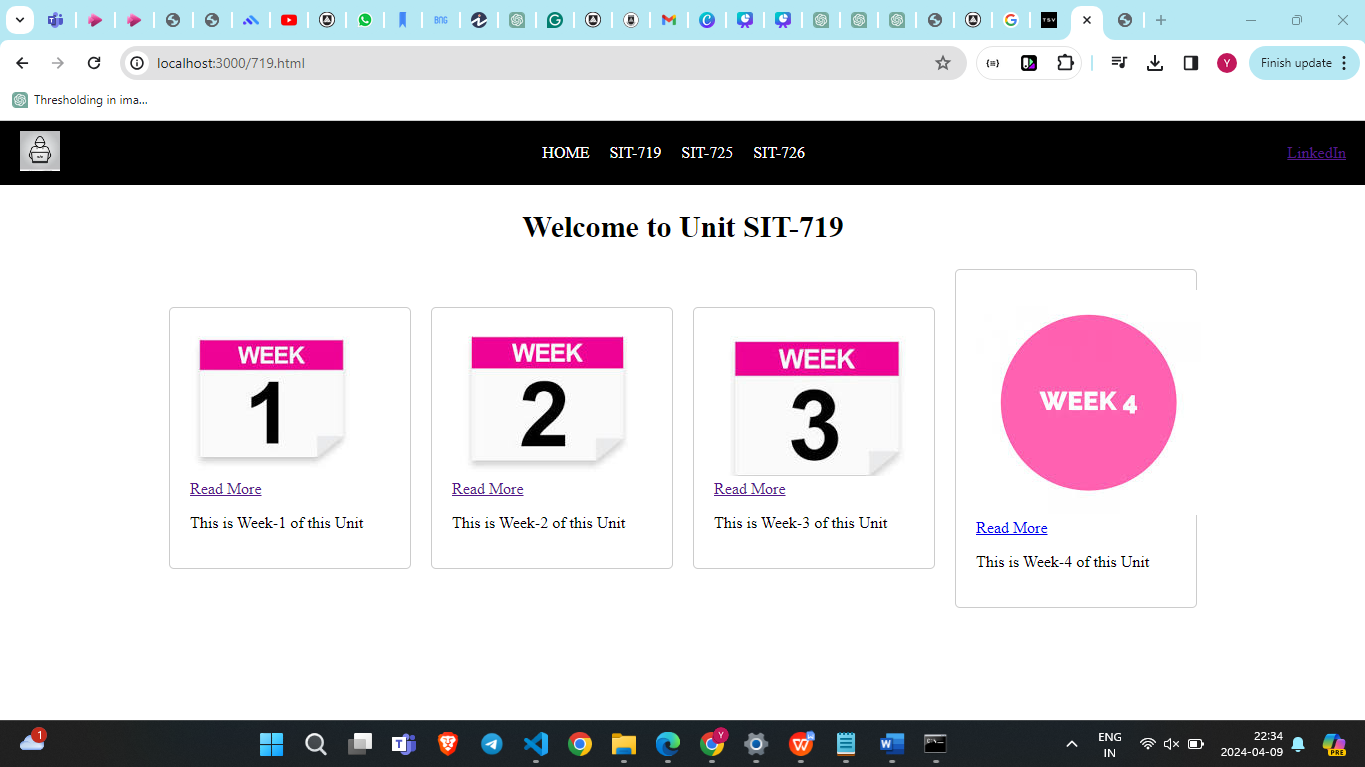 BNG
TSV
localhost:3000/719.html
Y
Finish update
Thresholding in ima...
HOME SIT-719 SIT-725 SIT-726 LinkedIn
Welcome to Unit SIT-719
WEEK
1
Read More
This is Week-1 of this Unit
WEEK
2
Read More
This is Week-2 of this Unit
WEEK
3
Read More
This is Week-3 of this Unit
WEEK 4
Read More
This is Week-4 of this Unit
1
Y
ENG
IN
22:34
2024-04-09
PRE